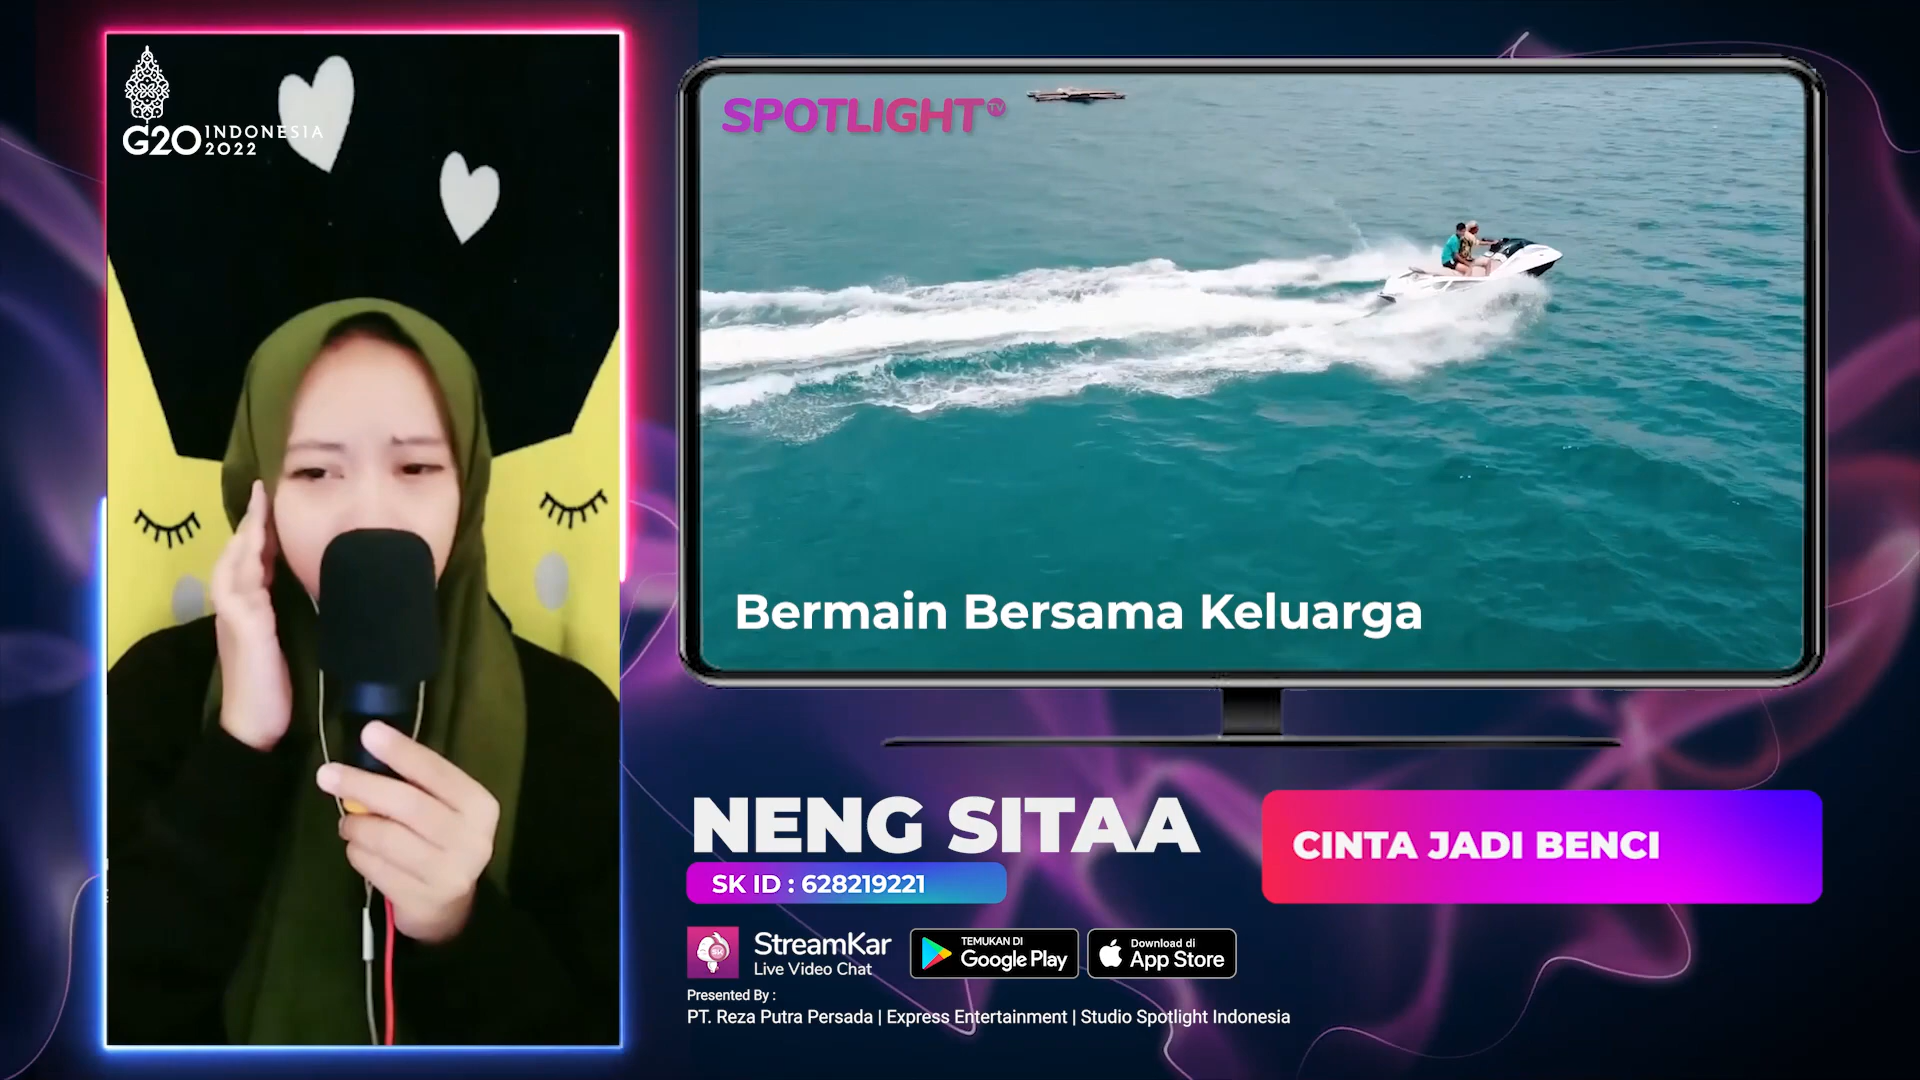 G20 INDONESIA
2022
SPOTLIGHT TV
Bermain Bersama Keluarga
NENG SITAA
SK ID : 628219221
CINTA JADI BENCI
SK
StreamKar
Live Video Chat
TEMUKAN DI
Google Play
Download di
App Store
Presented By :
PT. Reza Putra Persada | Express Entertainment | Studio Spotlight Indonesia